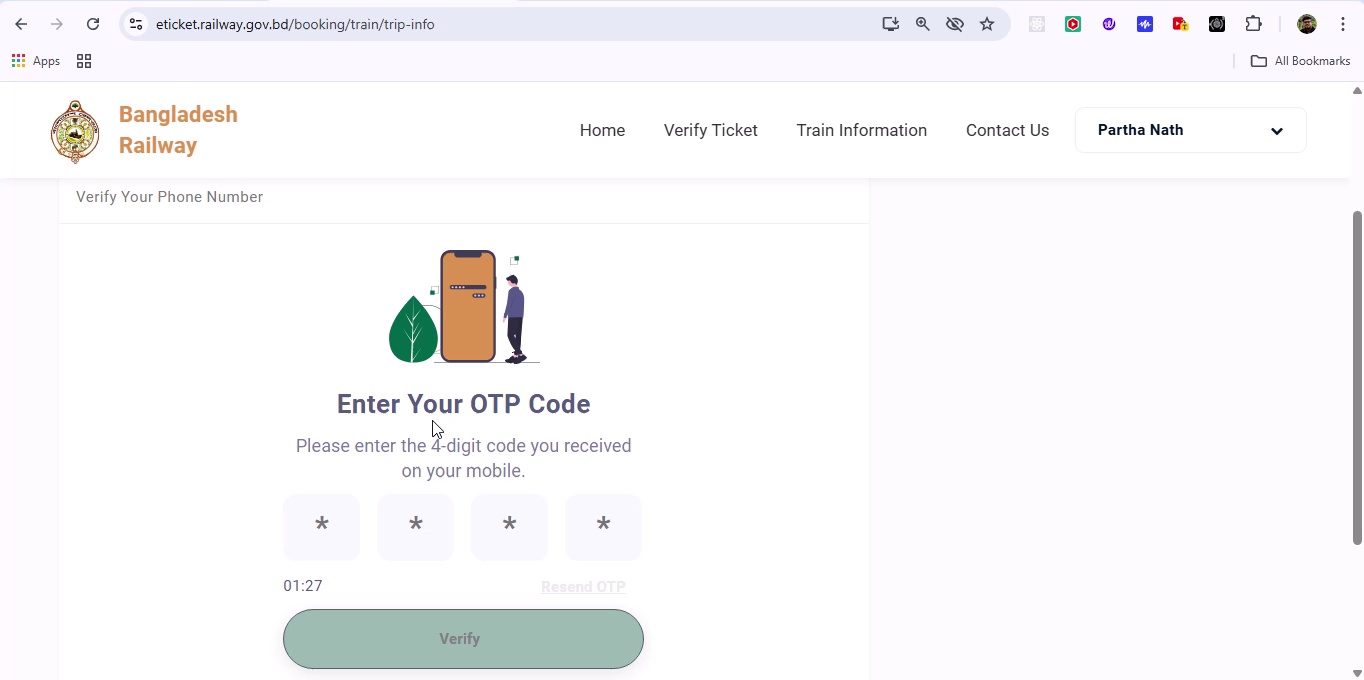 eticket.railway.gov.bd/booking/train/trip-info
Apps
All Bookmarks
Bangladesh
Railway
Home
Verify Ticket
Train Information
Contact Us
Partha Nath
Verify Your Phone Number
Enter Your OTP Code
Please enter the 4-digit code you received
on your mobile.
* * * *
01:27
Resend OTP
Verify